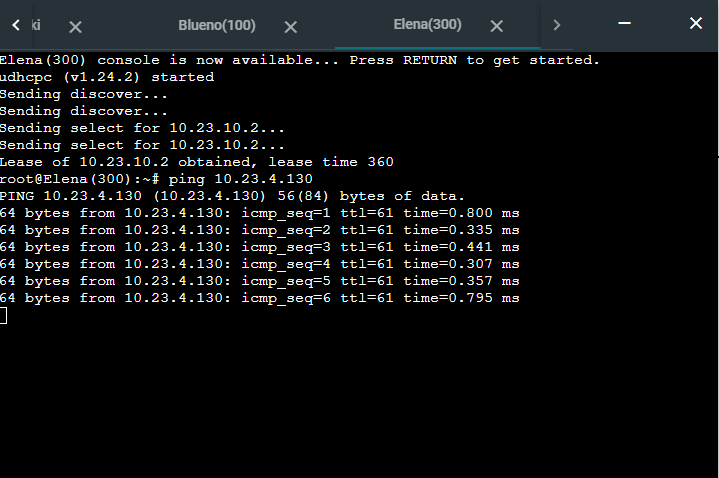 ki
Blueno(100)
Elena(300)
Elena(300) console is now available... Press RETURN to get started.
udhcpc (v1.24.2) started
Sending discover...
Sending discover...
Sending select for 10.23.10.2...
Sending select for 10.23.10.2...
Lease of 10.23.10.2 obtained, lease time 360
root@Elena(300):~# ping 10.23.4.130
PING 10.23.4.130 (10.23.4.130) 56(84) bytes of data.
64 bytes from 10.23.4.130: icmp_seq=1 ttl=61 time=0.800 ms
64 bytes from 10.23.4.130: icmp_seq=2 ttl=61 time=0.335 ms
64 bytes from 10.23.4.130: icmp_seq=3 ttl=61 time=0.441 ms
64 bytes from 10.23.4.130: icmp_seq=4 ttl=61 time=0.307 ms
64 bytes from 10.23.4.130: icmp_seq=5 ttl=61 time=0.357 ms
64 bytes from 10.23.4.130: icmp_seq=6 ttl=61 time=0.795 ms